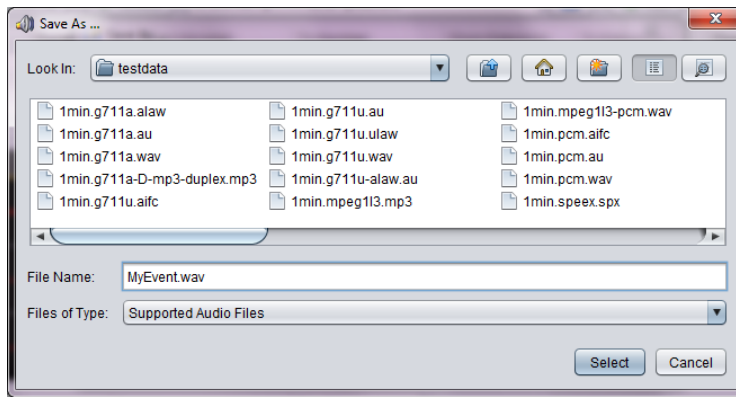 Save As ...
Look In: testdata
1min.g711a.alaw 1min.g711u.au 1min.mpeg1l3-pcm.wav
1min.g711a.au 1min.g711u.ulaw 1min.pcm.aifc
1min.g711a.wav 1min.g711u.wav 1min.pcm.au
1min.g711a-D-mp3-duplex.mp3 1min.g711u-alaw.au 1min.pcm.wav
1min.g711u.aifc 1min.mpeg1l3.mp3 1min.speex.spx
File Name: MyEvent.wav
Files of Type: Supported Audio Files
Select Cancel